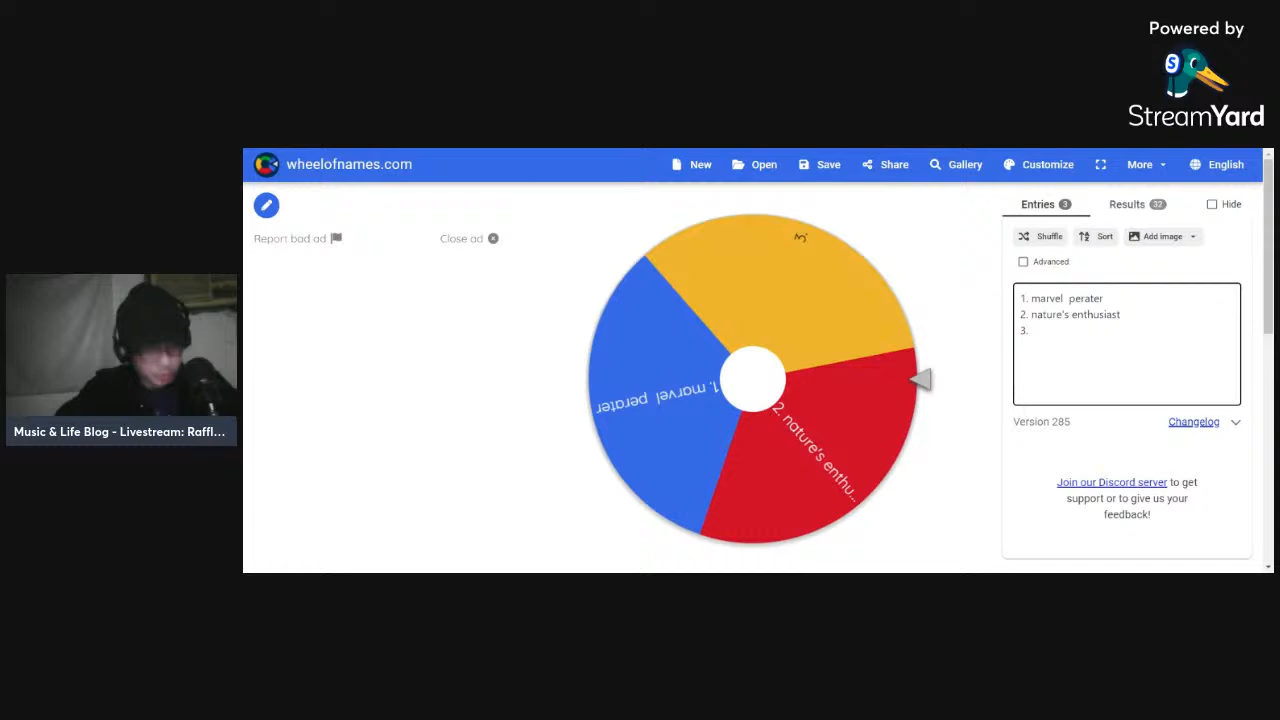 Powered by
StreamYard
wheelofnames.com
New
Open
Save
Share
Gallery
Customize
More
English
Entries 3
Results 32
Hide
Report bad ad
Close ad
Shuffle
Sort
Add image
Advanced
1. marvel  perater
2. nature's enthusiast
3.
1. marvel  perater
2. nature's enthu...
3.
Version 285
Changelog
Join our Discord server to get
support or to give us your
feedback!
Music & Life Blog - Livestream: Raffl...